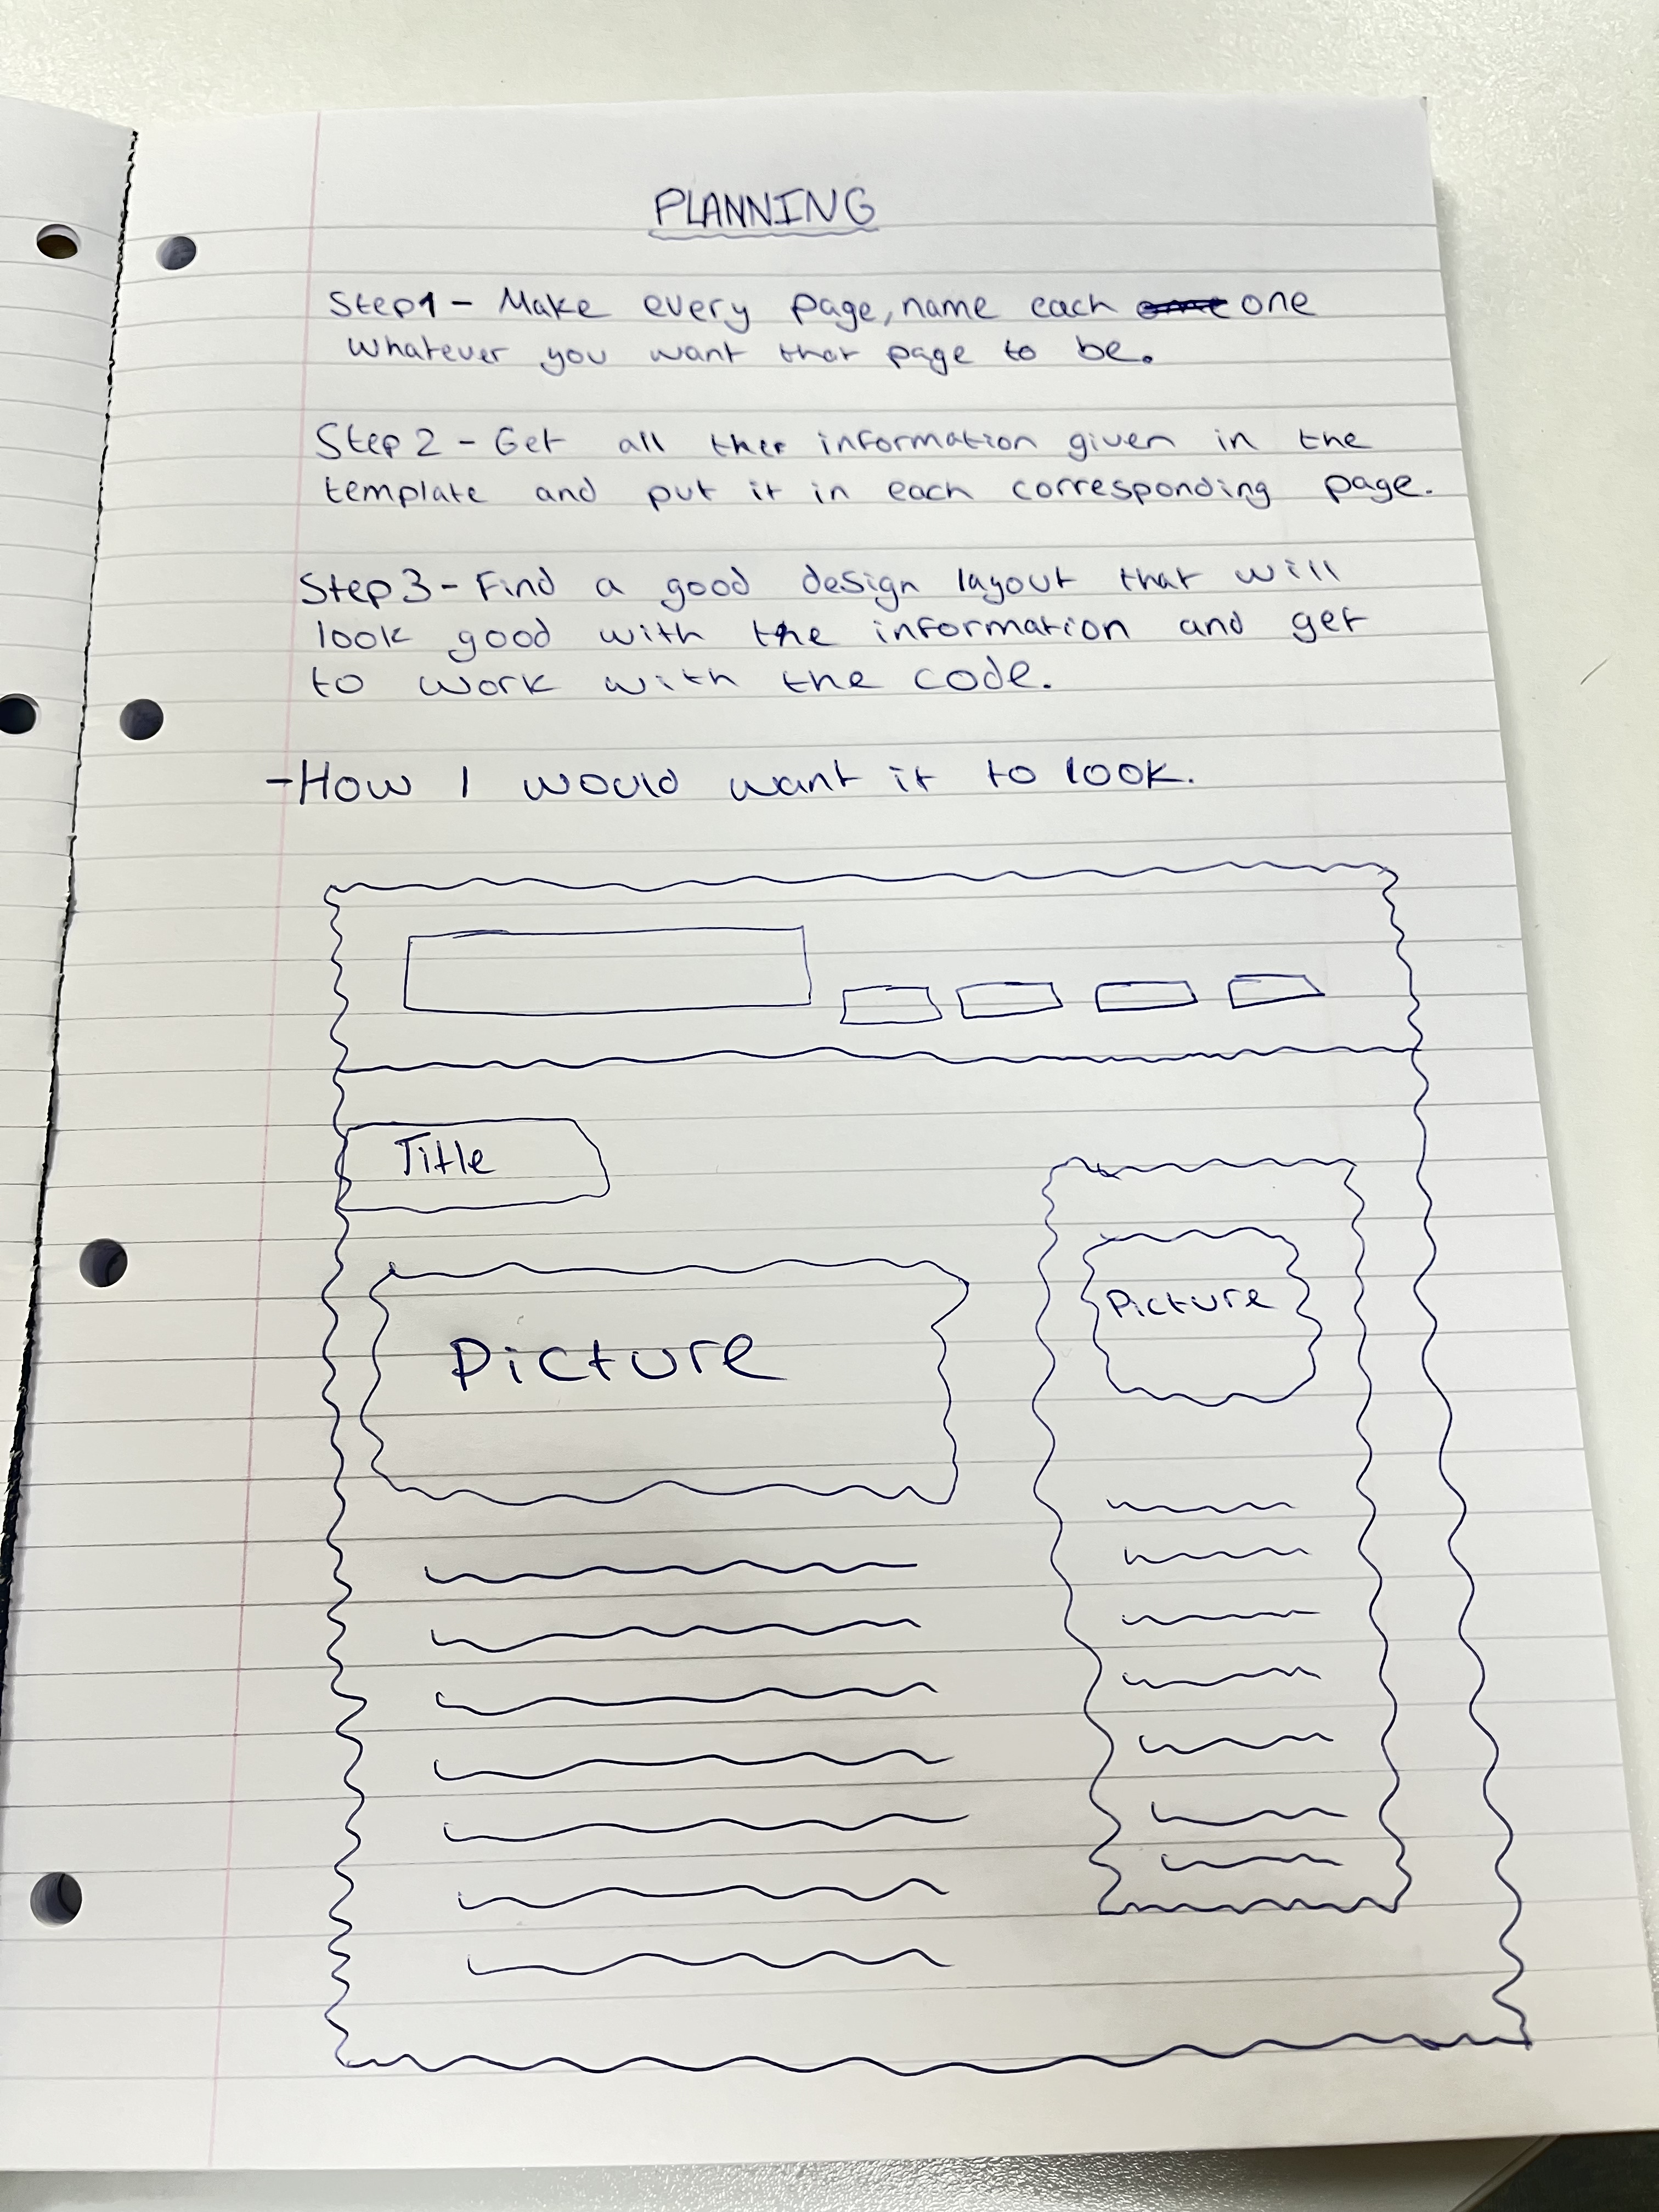 PLANNING
Step1 - Make every page, name each one
whatever you want that page to be.
Step 2 - Get all the information given in the
template and put it in each corresponding page.
Step 3 - Find a good design layout that will
look good with the information and get
to work with the code.
- How I would want it to look.
Title
Picture
Picture